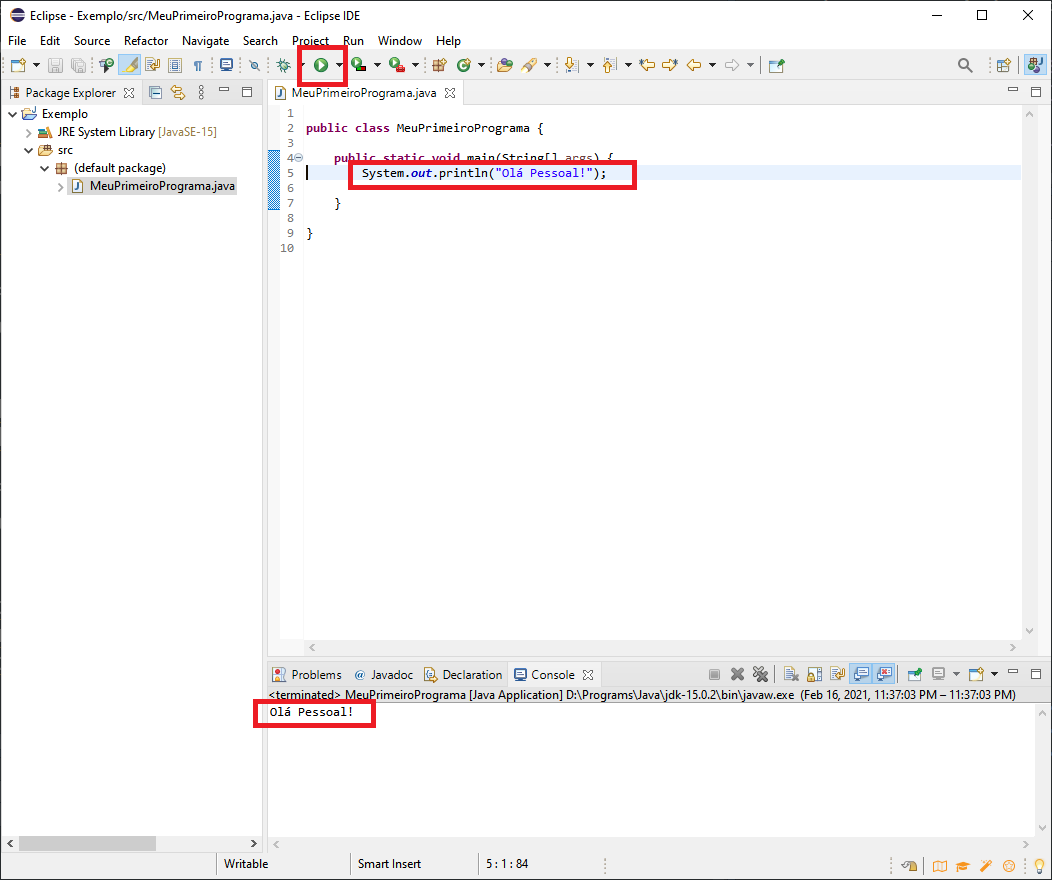 Eclipse - Exemplo/src/MeuPrimeiroPrograma.java - Eclipse IDE
File Edit Source Refactor Navigate Search Project Run Window Help
Package Explorer
MeuPrimeiroPrograma.java
Exemplo
JRE System Library [JavaSE-15]
src
(default package)
MeuPrimeiroPrograma.java
1
2 public class MeuPrimeiroPrograma {
3
4 public static void main(String[] args) {
5 System.out.println("Olá Pessoal!");
6
7 }
8
9 }
10
Problems @ Javadoc Declaration Console
<terminated> MeuPrimeiroPrograma [Java Application] D:\Programs\Java\jdk-15.0.2\bin\javaw.exe (Feb 16, 2021, 11:37:03 PM – 11:37:03 PM)
Olá Pessoal!
Writable Smart Insert 5 : 1 : 84